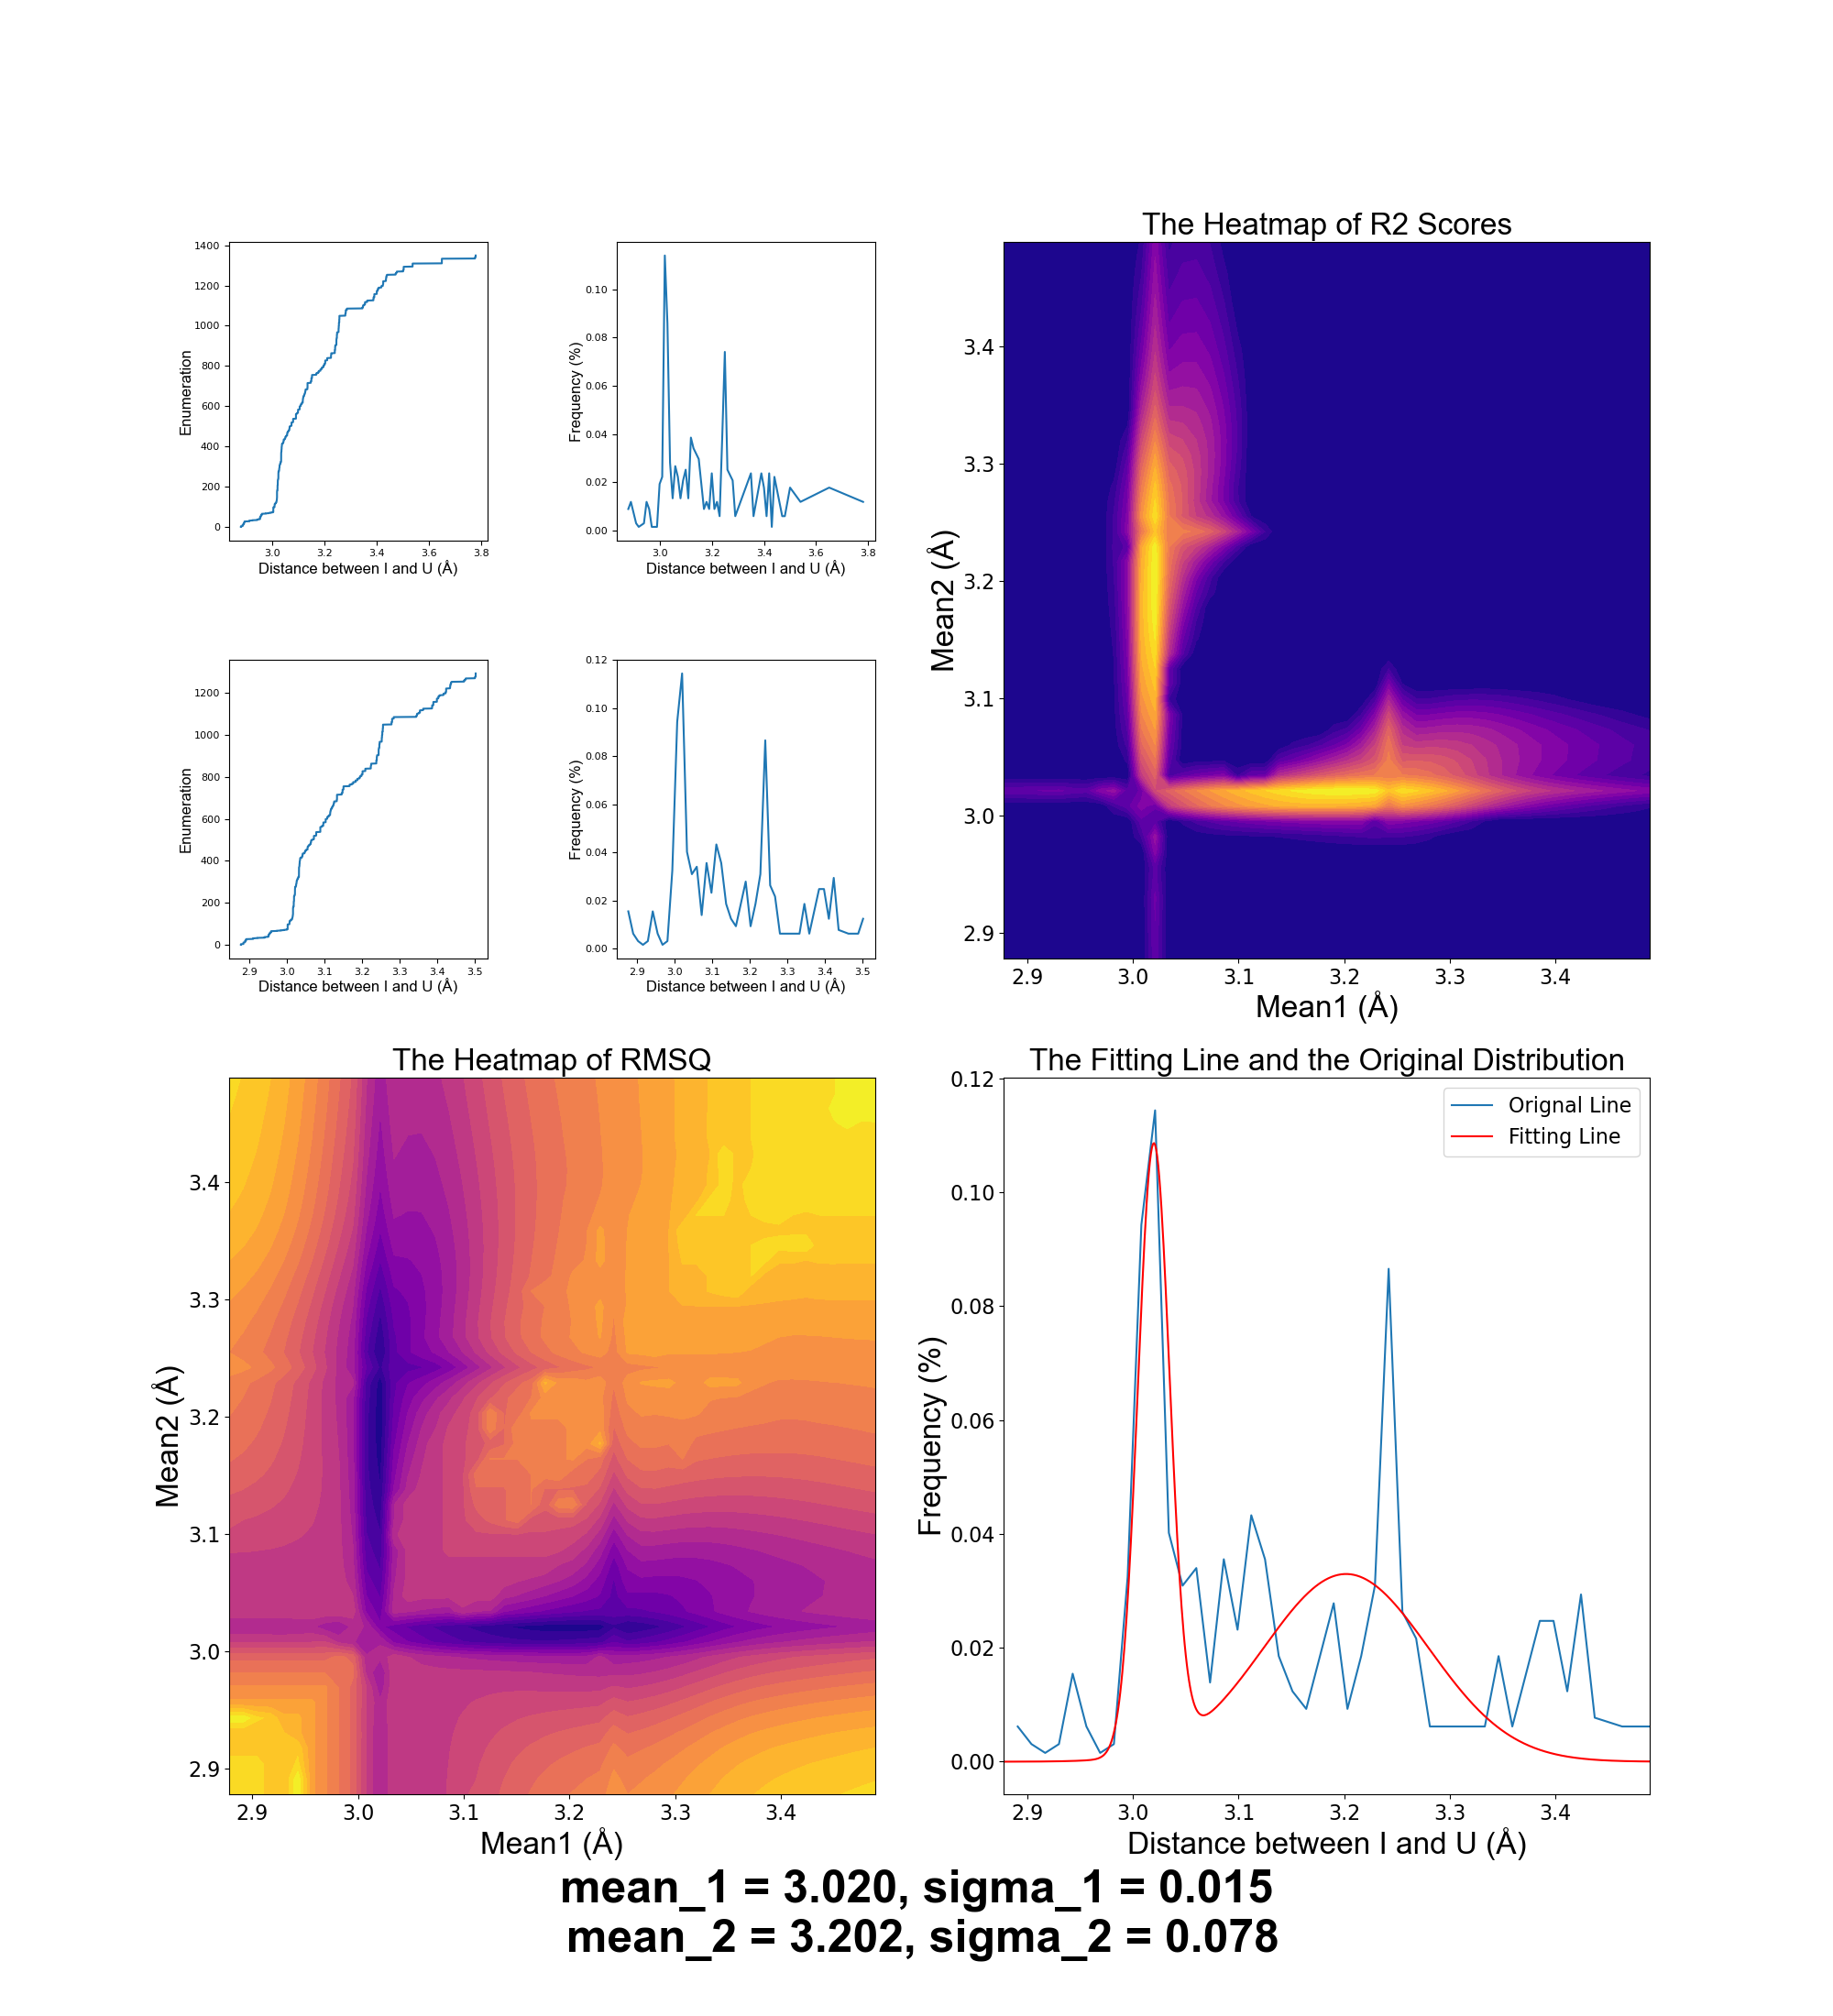 1400
1200
1000
800
600
400
200
0
Enumeration
3.0 3.2 3.4 3.6 3.8
Distance between I and U (Å)
0.10
0.08
0.06
0.04
0.02
0.00
Frequency (%)
3.0 3.2 3.4 3.6 3.8
Distance between I and U (Å)
The Heatmap of R2 Scores
3.4
3.3
3.2
3.1
3.0
2.9
Mean2 (Å)
2.9 3.0 3.1 3.2 3.3 3.4
Mean1 (Å)
1200
1000
800
600
400
200
0
Enumeration
2.9 3.0 3.1 3.2 3.3 3.4 3.5
Distance between I and U (Å)
0.12
0.10
0.08
0.06
0.04
0.02
0.00
Frequency (%)
2.9 3.0 3.1 3.2 3.3 3.4 3.5
Distance between I and U (Å)
The Heatmap of RMSQ
3.4
3.3
3.2
3.1
3.0
2.9
Mean2 (Å)
2.9 3.0 3.1 3.2 3.3 3.4
Mean1 (Å)
The Fitting Line and the Original Distribution
0.12
0.10
0.08
0.06
0.04
0.02
0.00
Frequency (%)
Orignal Line
Fitting Line
2.9 3.0 3.1 3.2 3.3 3.4
Distance between I and U (Å)
mean_1 = 3.020, sigma_1 = 0.015
mean_2 = 3.202, sigma_2 = 0.078